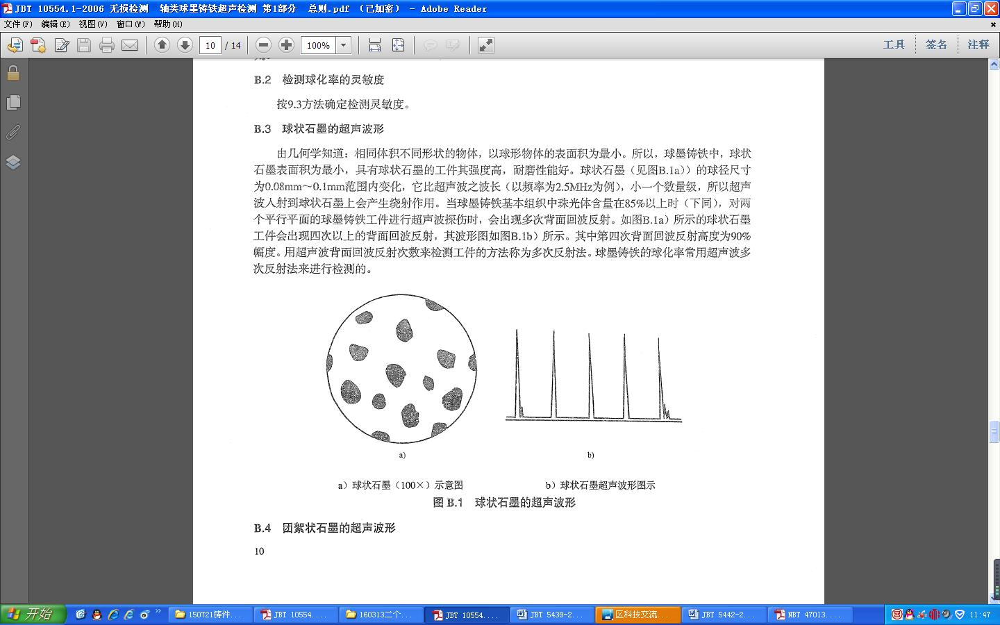 JBT 10554.1-2006 无损检测 轴类球墨铸铁超声检测 第1部分 总则.pdf （已加密） - Adobe Reader
文件(F) 编辑(E) 视图(V) 窗口(W) 帮助(H)
10 / 14 100% 工具 签名 注释
B.2 检测球化率的灵敏度
按9.3方法确定检测灵敏度。
B.3 球状石墨的超声波形
由几何学知道：相同体积不同形状的物体，以球形物体的表面积为最小。所以，球墨铸铁中，球状
石墨表面积为最小，具有球状石墨的工件其强度高，耐磨性能好。球状石墨（见图B.1a））的球径尺寸
为0.08mm～0.1mm范围内变化，它比超声波之波长（以频率为2.5MHz为例），小一个数量级，所以超声
波入射到球状石墨上会产生绕射作用。当球墨铸铁基本组织中珠光体含量在85%以上时（下同），对两
个平行平面的球墨铸铁工件进行超声波探伤时，会出现多次背面回波反射。如图B.1a）所示的球状石墨
工件会出现四次以上的背面回波反射，其波形图如图B.1b）所示。其中第四次背面回波反射高度为90%
幅度。用超声波背面回波反射次数来检测工件的方法称为多次反射法。球墨铸铁的球化率常用超声波多
次反射法来进行检测的。
a) b)
a）球状石墨（100×）示意图 b）球状石墨超声波形图示
图 B.1 球状石墨的超声波形
B.4 团絮状石墨的超声波形
10
开始 150721铸件... JBT 10554.... 160313二个... JBT 10554.... JBT 5439-2... 区科技交流... JBT 5442-2... NBT 47013.... 11:47